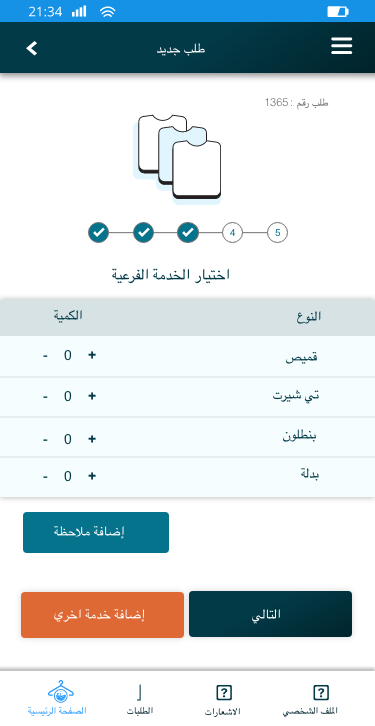 21:34
طلب جديد
طلب رقم : 1365
4 5
اختيار الخدمة الفرعية
النوع الكمية
قميص + 0 -
تي شيرت + 0 -
بنطلون + 0 -
بدلة + 0 -
إضافة ملاحظة
التالي إضافة خدمة اخري
الملف الشخصي الاشعارات الطلبات الصفحة الرئيسية